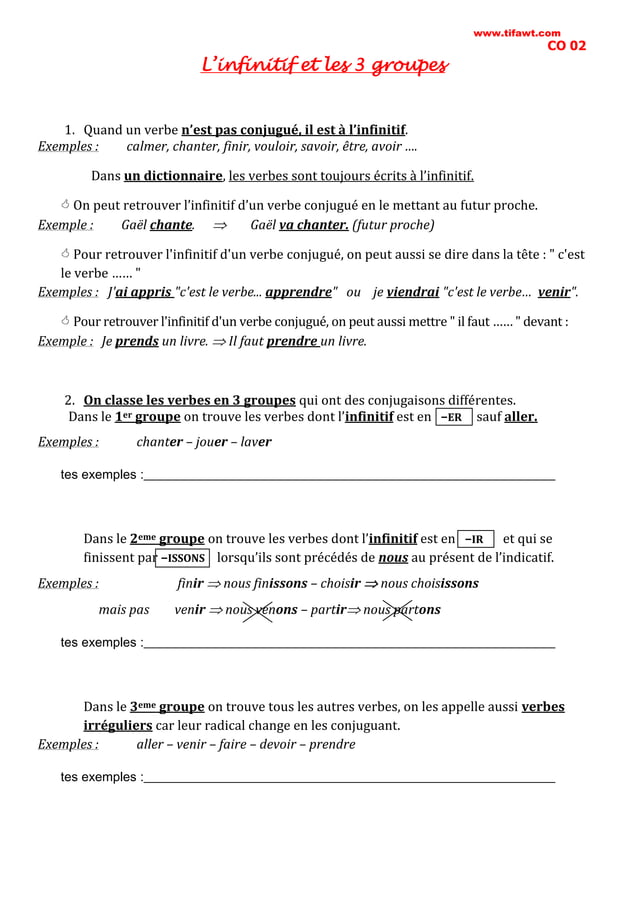 www.tifawt.com
CO 02
L'infinitif et les 3 groupes
1. Quand un verbe n'est pas conjugué, il est à l'infinitif.
Exemples : calmer, chanter, finir, vouloir, savoir, être, avoir ….
Dans un dictionnaire, les verbes sont toujours écrits à l'infinitif.
On peut retrouver l'infinitif d'un verbe conjugué en le mettant au futur proche.
Exemple : Gaël chante. ⇒ Gaël va chanter. (futur proche)
Pour retrouver l'infinitif d'un verbe conjugué, on peut aussi se dire dans la tête : " c'est
le verbe …… "
Exemples : J'ai appris "c'est le verbe... apprendre" ou je viendrai "c'est le verbe… venir".
Pour retrouver l'infinitif d'un verbe conjugué, on peut aussi mettre " il faut …… " devant :
Exemple : Je prends un livre. ⇒ Il faut prendre un livre.
2. On classe les verbes en 3 groupes qui ont des conjugaisons différentes.
Dans le 1er groupe on trouve les verbes dont l'infinitif est en –ER sauf aller.
Exemples : chanter – jouer – laver
tes exemples :
Dans le 2eme groupe on trouve les verbes dont l'infinitif est en –IR et qui se
finissent par –ISSONS lorsqu'ils sont précédés de nous au présent de l'indicatif.
Exemples : finir ⇒ nous finissons – choisir ⇒ nous choisissons
mais pas venir ⇒ nous venons – partir⇒ nous partons
tes exemples :
Dans le 3eme groupe on trouve tous les autres verbes, on les appelle aussi verbes
irréguliers car leur radical change en les conjuguant.
Exemples : aller – venir – faire – devoir – prendre
tes exemples :